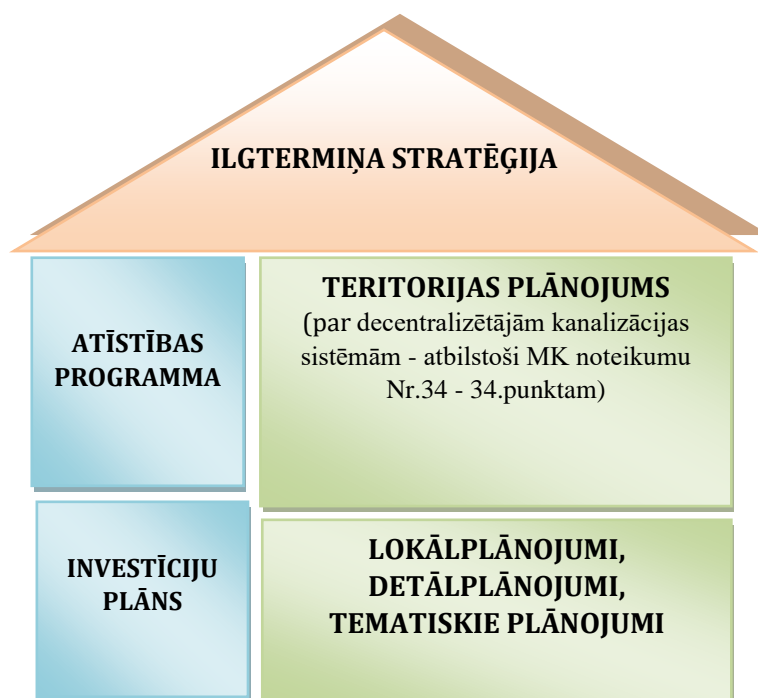 ILGTERMIŅA STRATĒĢIJA
ATĪSTĪBAS
PROGRAMMA
TERITORIJAS PLĀNOJUMS
(par decentralizētājām kanalizācijas
sistēmām - atbilstoši MK noteikumu
Nr.34 - 34.punktam)
INVESTĪCIJU
PLĀNS
LOKĀLPLĀNOJUMI,
DETĀLPLĀNOJUMI,
TEMATISKIE PLĀNOJUMI